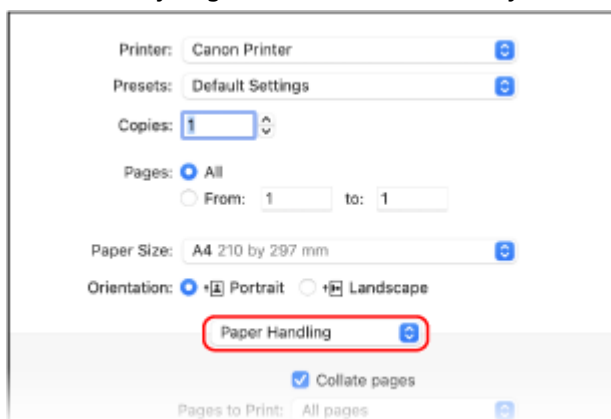 Printer: Canon Printer
Presets: Default Settings
Copies: 1
Pages: All
From: 1 to: 1
Paper Size: A4 210 by 297 mm
Orientation: Portrait Landscape
Paper Handling
Collate pages
Pages to Print: All pages